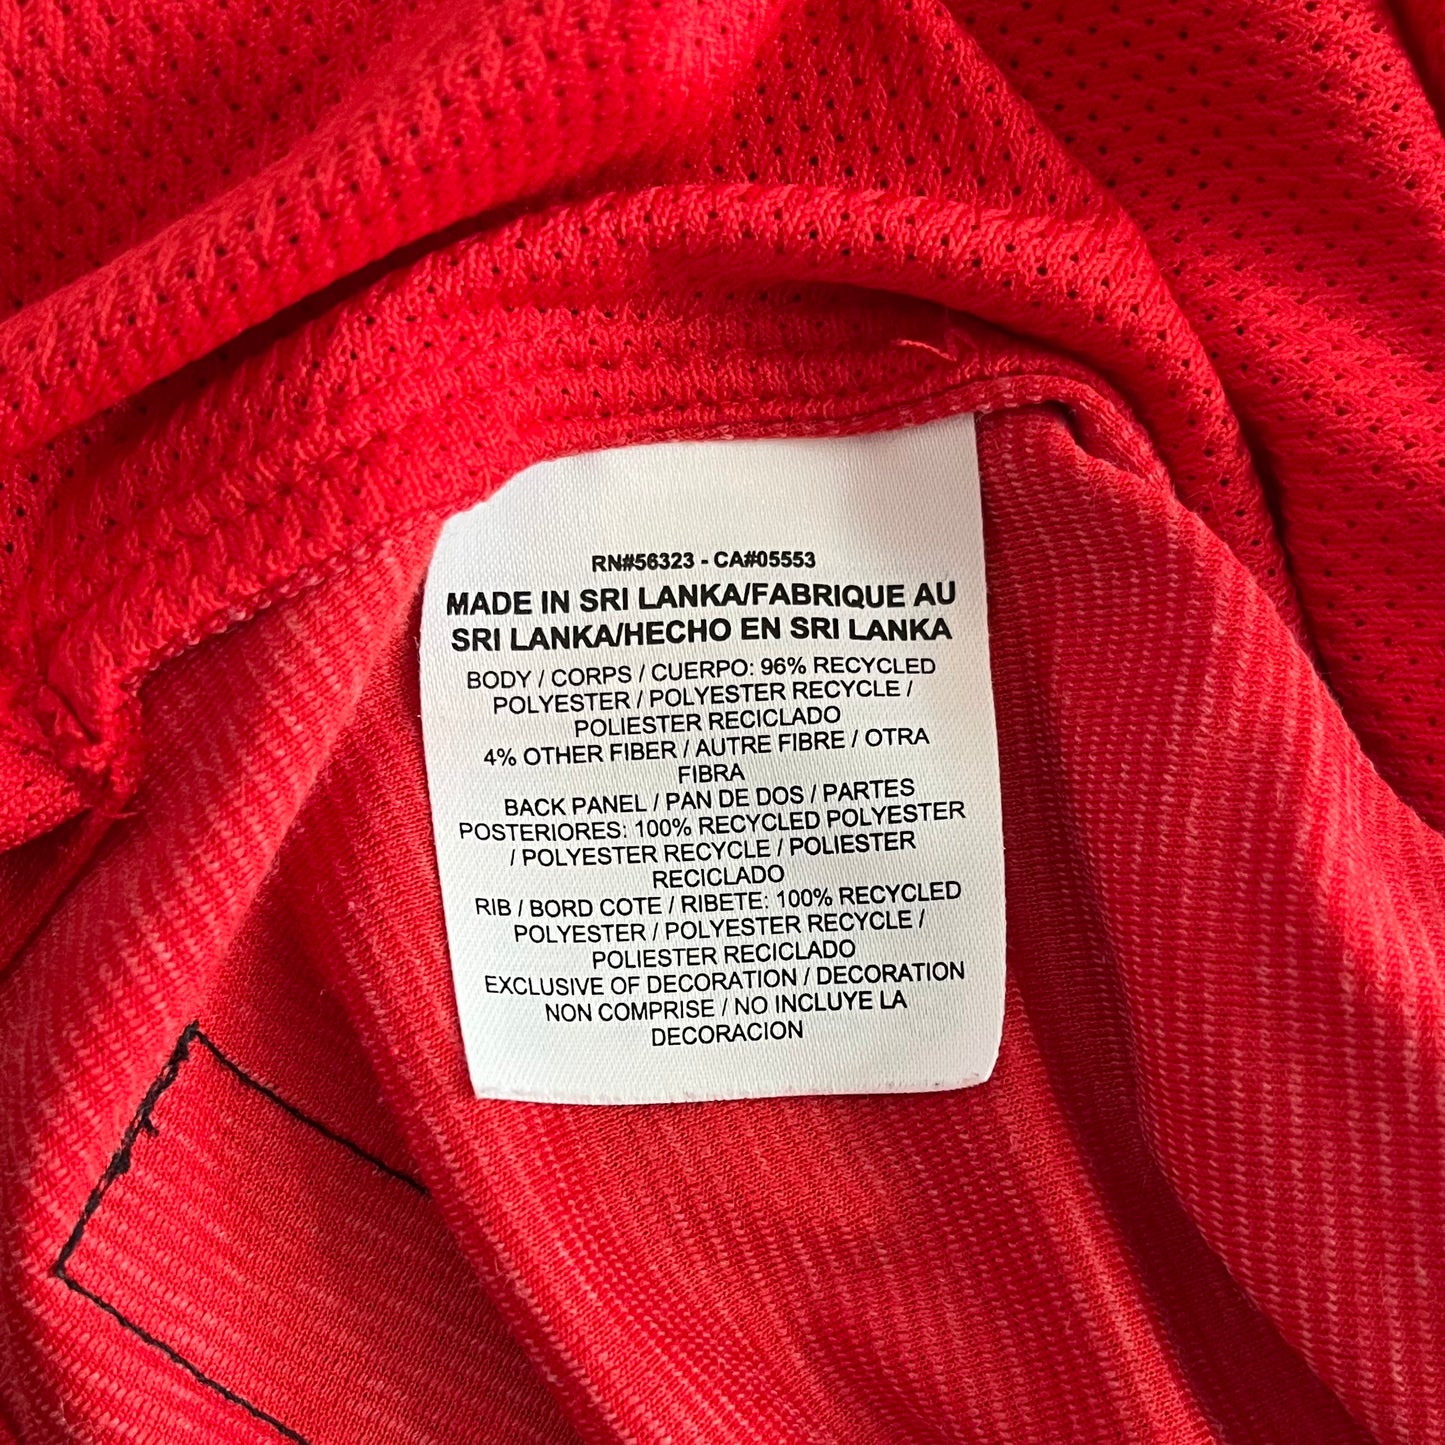 RN#56323 - CA#05553
MADE IN SRI LANKA/FABRIQUE AU
SRI LANKA/HECHO EN SRI LANKA
BODY / CORPS / CUERPO: 96% RECYCLED
POLYESTER / POLYESTER RECYCLE /
POLIESTER RECICLADO
4% OTHER FIBER / AUTRE FIBRE / OTRA
FIBRA
BACK PANEL / PAN DE DOS / PARTES
POSTERIORES: 100% RECYCLED POLYESTER
/ POLYESTER RECYCLE / POLIESTER
RECICLADO
RIB / BORD COTE / RIBETE: 100% RECYCLED
POLYESTER / POLYESTER RECYCLE /
POLIESTER RECICLADO
EXCLUSIVE OF DECORATION / DECORATION
NON COMPRISE / NO INCLUYE LA
DECORACION